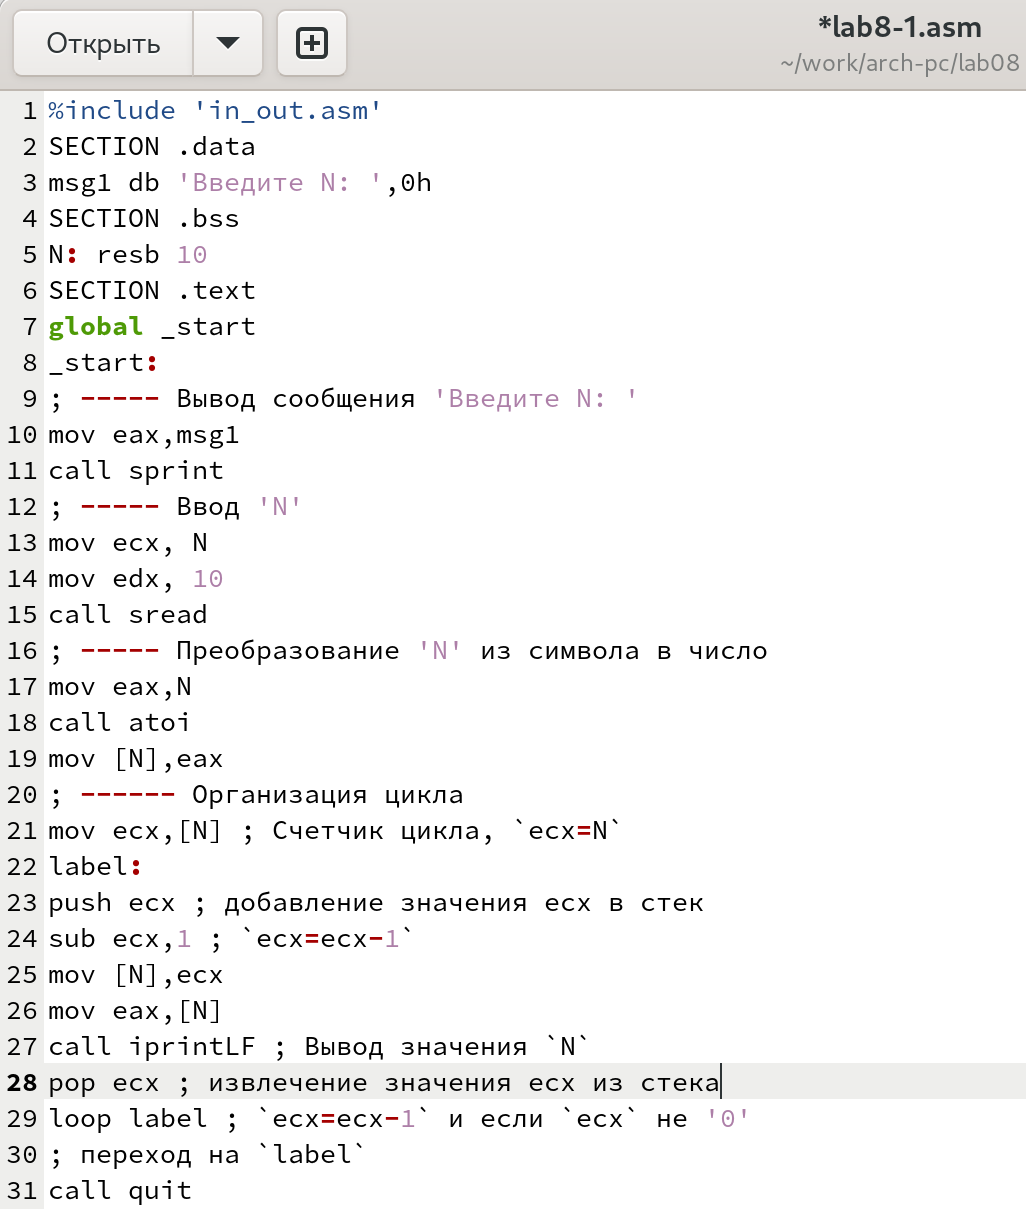 Открыть
*lab8-1.asm
~/work/arch-pc/lab08
1 %include 'in_out.asm'
2 SECTION .data
3 msg1 db 'Введите N: ',0h
4 SECTION .bss
5 N: resb 10
6 SECTION .text
7 global _start
8 _start:
9 ; ----- Вывод сообщения 'Введите N: '
10 mov eax,msg1
11 call sprint
12 ; ----- Ввод 'N'
13 mov ecx, N
14 mov edx, 10
15 call sread
16 ; ----- Преобразование 'N' из символа в число
17 mov eax,N
18 call atoi
19 mov [N],eax
20 ; ------ Организация цикла
21 mov ecx,[N] ; Счетчик цикла, `ecx=N`
22 label:
23 push ecx ; добавление значения ecx в стек
24 sub ecx,1 ; `ecx=ecx-1`
25 mov [N],ecx
26 mov eax,[N]
27 call iprintLF ; Вывод значения `N`
28 pop ecx ; извлечение значения ecx из стека
29 loop label ; `ecx=ecx-1` и если `ecx` не '0'
30 ; переход на `label`
31 call quit